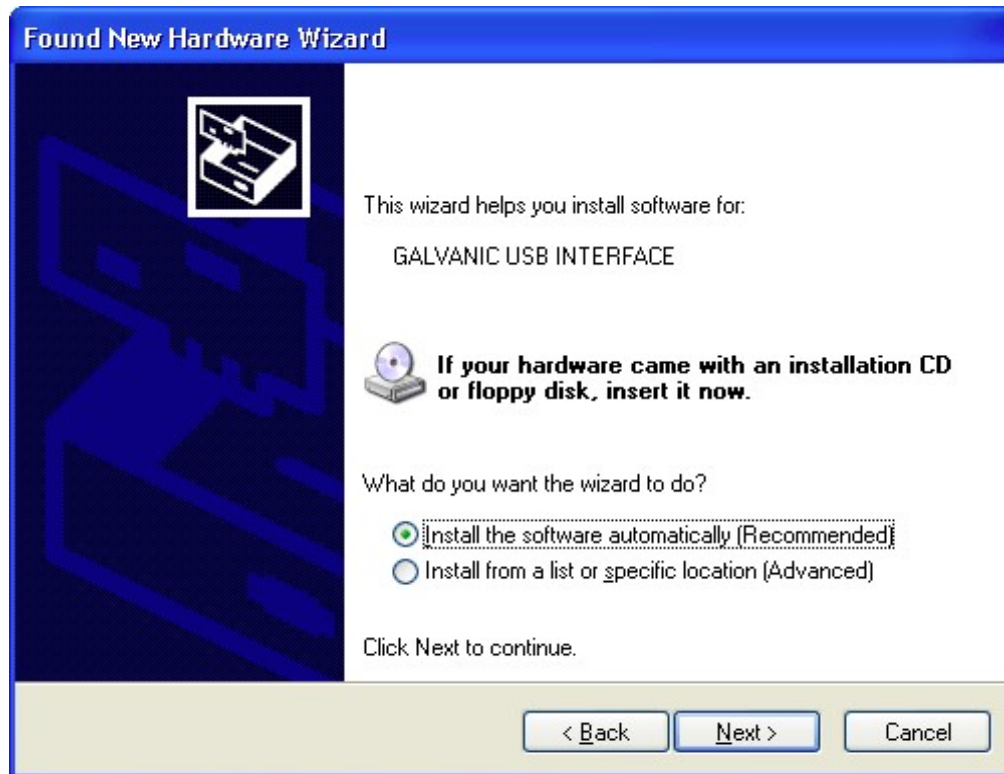 Found New Hardware Wizard
This wizard helps you install software for:
GALVANIC USB INTERFACE
If your hardware came with an installation CD
or floppy disk, insert it now.
What do you want the wizard to do?
Install the software automatically (Recommended)
Install from a list or specific location (Advanced)
Click Next to continue.
< Back Next > Cancel